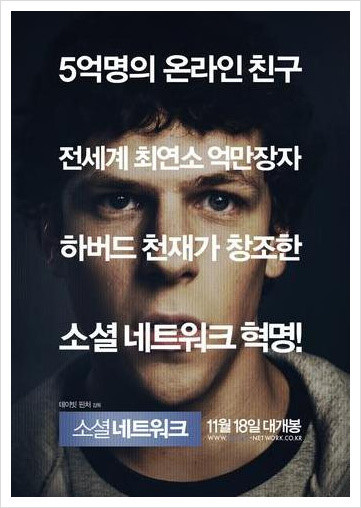 5억명의 온라인 친구
전세계 최연소 억만장자
하버드 천재가 창조한
소셜 네트워크 혁명!
데이빗 핀처 감독
소셜 네트워크
11월 18일 대개봉
-NETWORK.CO.KR